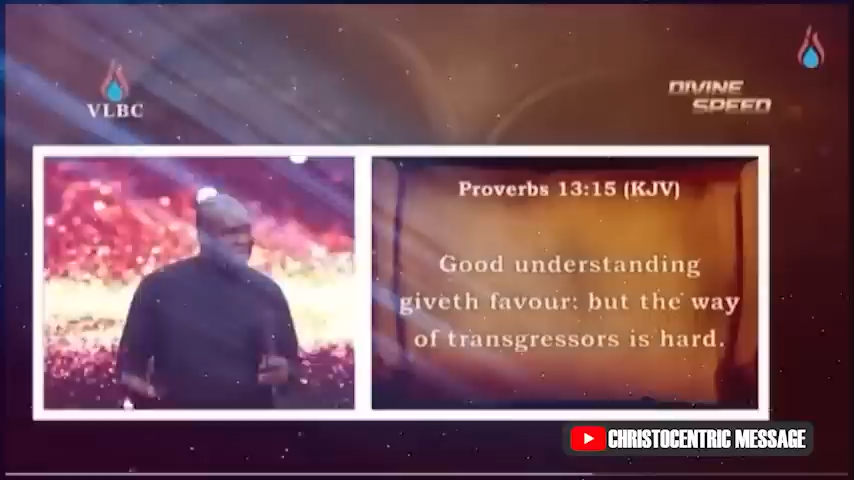 VLBC
DIVINE
SPEED
Proverbs 13:15 (KJV)
Good understanding
giveth favour: but the way
of transgressors is hard.
CHRISTOCENTRIC MESSAGE